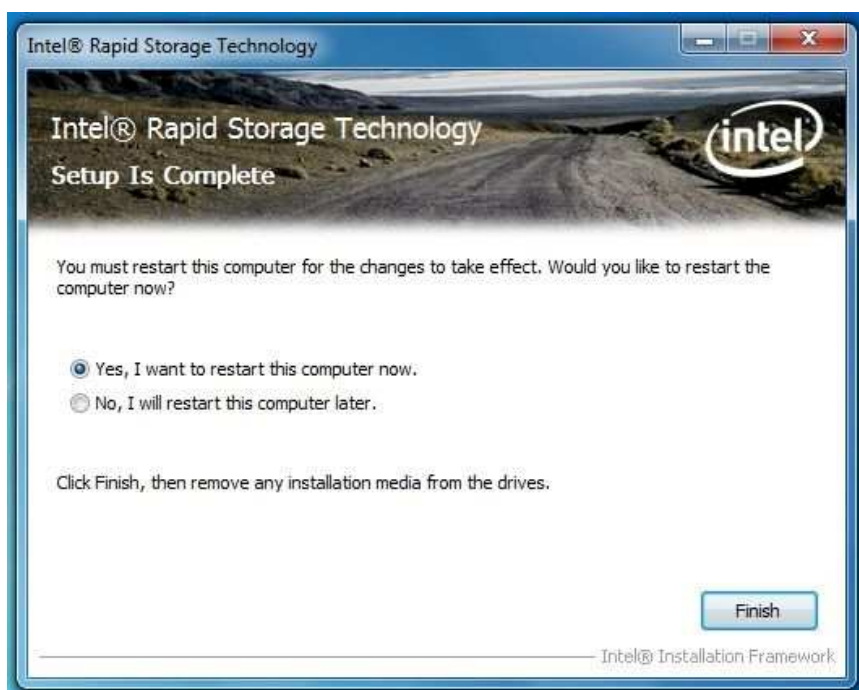 Intel® Rapid Storage Technology
Intel® Rapid Storage Technology
intel
Setup Is Complete
You must restart this computer for the changes to take effect. Would you like to restart the
computer now?
Yes, I want to restart this computer now.
No, I will restart this computer later.
Click Finish, then remove any installation media from the drives.
Finish
Intel® Installation Framework